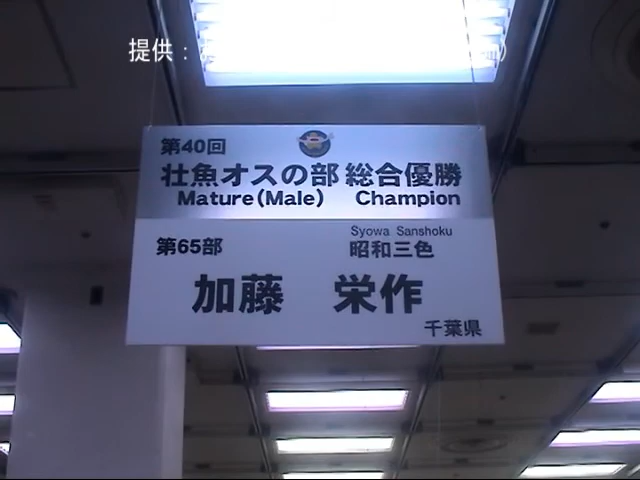 提供：
第40回
壮魚オスの部 総合優勝
Mature(Male) Champion
Syowa Sanshoku
第65部 昭和三色
加藤 栄作
千葉県